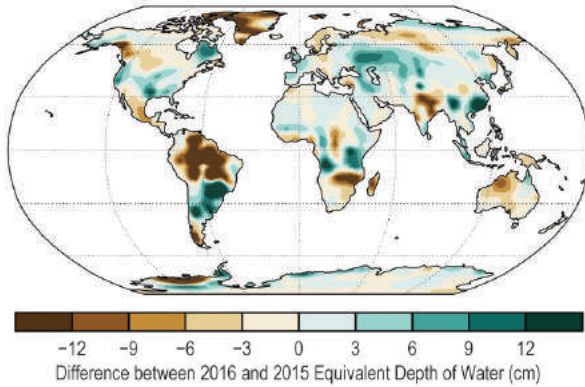 −12 −9 −6 −3 0 3 6 9 12
Difference between 2016 and 2015 Equivalent Depth of Water (cm)